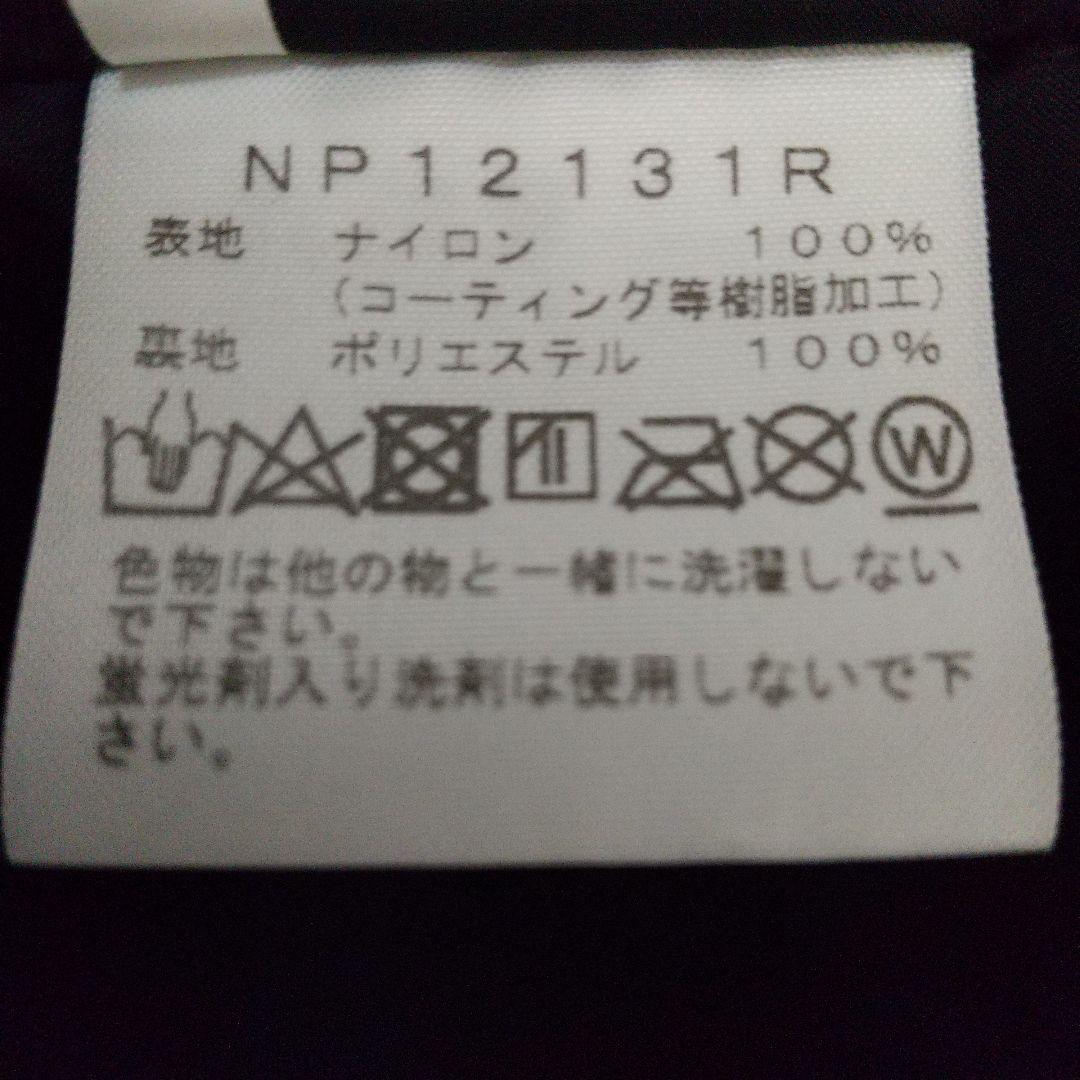 NP12131R
表地 ナイロン 100%
(コーティング等樹脂加工)
裏地 ポリエステル 100%
W
色物は他の物と一緒に洗濯しない
で下さい。
蛍光剤入り洗剤は使用しないで下
さい。